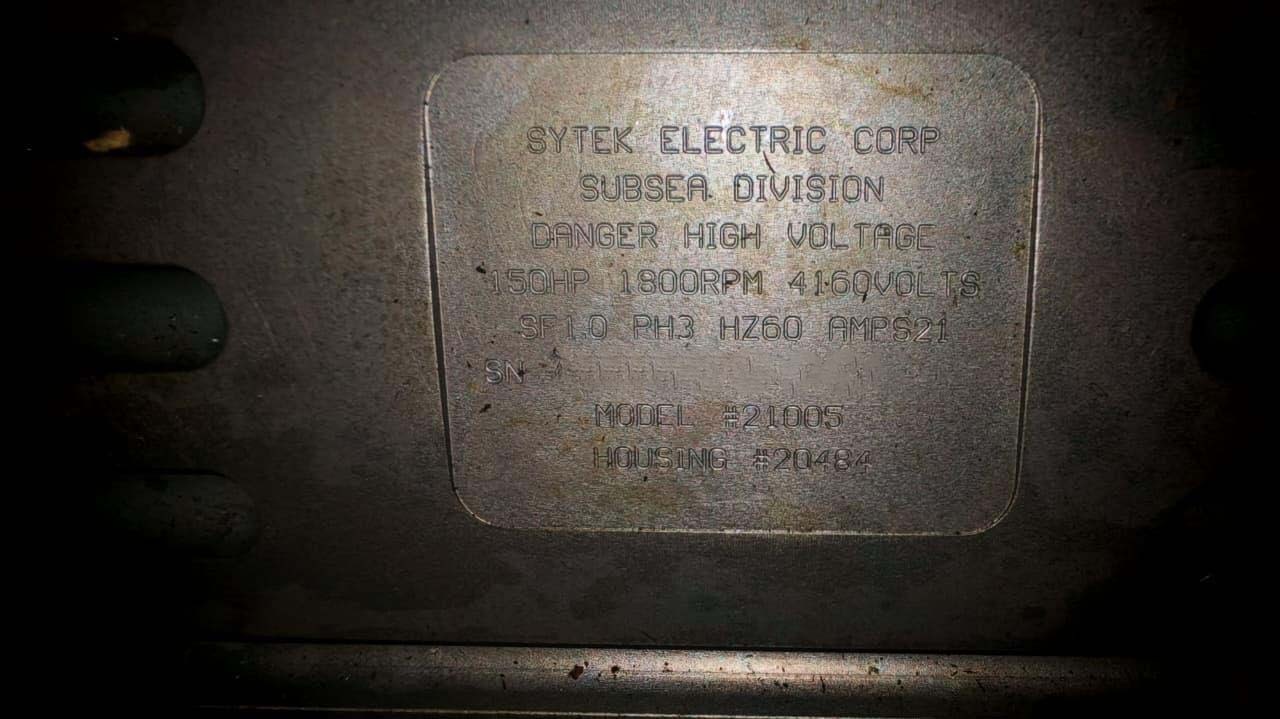 SYTEK ELECTRIC CORP
SUBSEA DIVISION
DANGER HIGH VOLTAGE
150HP 1800RPM 4160VOLTS
SF1.0 PH3 HZ60 AMPS21
SN
MODEL #21005
HOUSING #20484